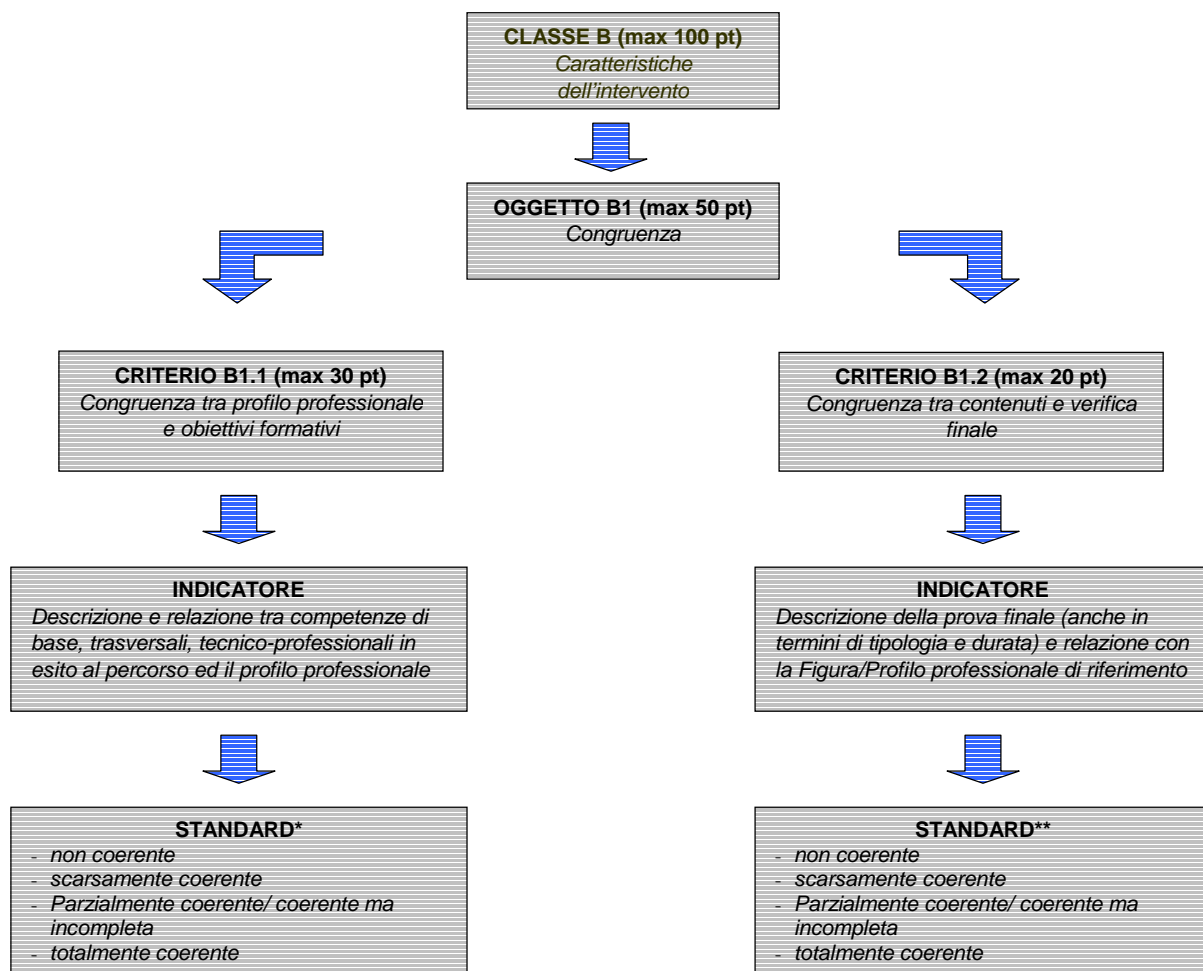 CLASSE B (max 100 pt)
Caratteristiche
dell'intervento
OGGETTO B1 (max 50 pt)
Congruenza
CRITERIO B1.1 (max 30 pt)
Congruenza tra profilo professionale
e obiettivi formativi
CRITERIO B1.2 (max 20 pt)
Congruenza tra contenuti e verifica
finale
INDICATORE
Descrizione e relazione tra competenze di
base, trasversali, tecnico-professionali in
esito al percorso ed il profilo professionale
INDICATORE
Descrizione della prova finale (anche in
termini di tipologia e durata) e relazione con
la Figura/Profilo professionale di riferimento
STANDARD*
- non coerente
- scarsamente coerente
- Parzialmente coerente/ coerente ma
incompleta
- totalmente coerente
STANDARD**
- non coerente
- scarsamente coerente
- Parzialmente coerente/ coerente ma
incompleta
- totalmente coerente